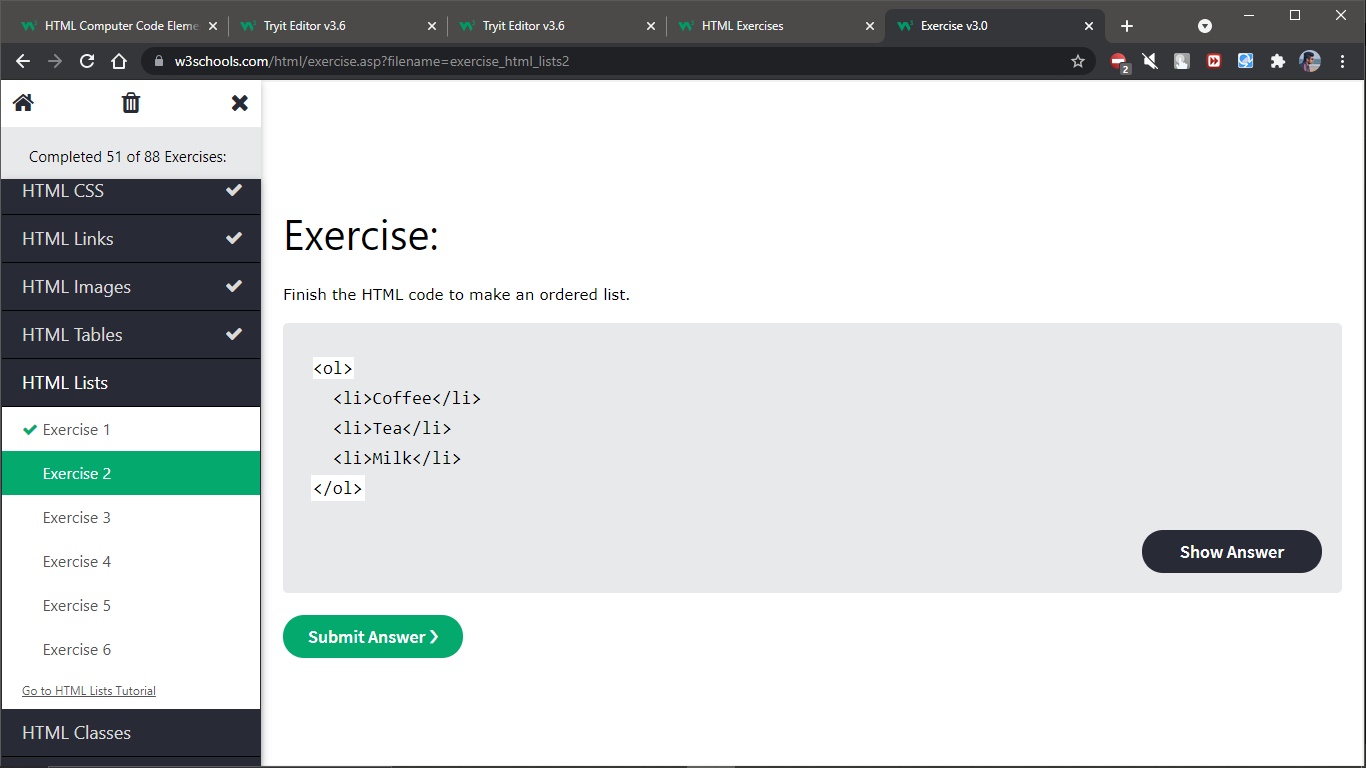 HTML Computer Code Eleme
Tryit Editor v3.6
Tryit Editor v3.6
HTML Exercises
Exercise v3.0
w3schools.com/html/exercise.asp?filename=exercise_html_lists2
2
Completed 51 of 88 Exercises:
HTML CSS
HTML Links
HTML Images
HTML Tables
HTML Lists
Exercise 1
Exercise 2
Exercise 3
Exercise 4
Exercise 5
Exercise 6
Go to HTML Lists Tutorial
HTML Classes
Exercise:
Finish the HTML code to make an ordered list.
<ol>
<li>Coffee</li>
<li>Tea</li>
<li>Milk</li>
</ol>
Show Answer
Submit Answer ❯